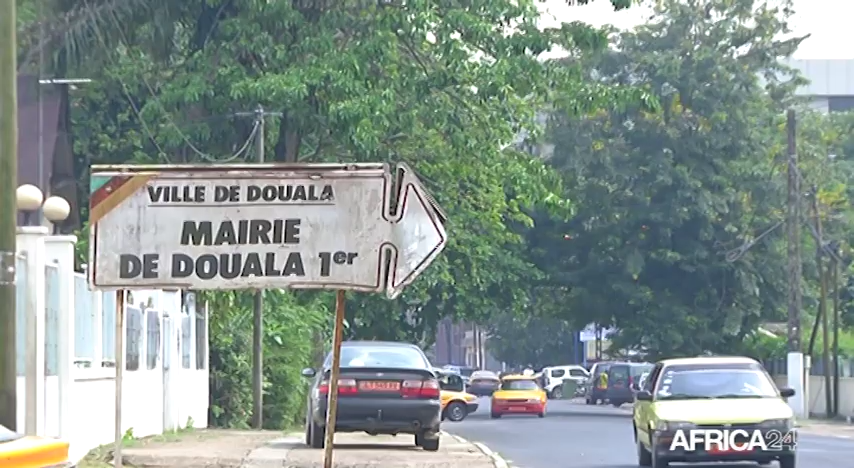 VILLE DE DOUALA
MAIRIE
DE DOUALA 1er
AFRICA24